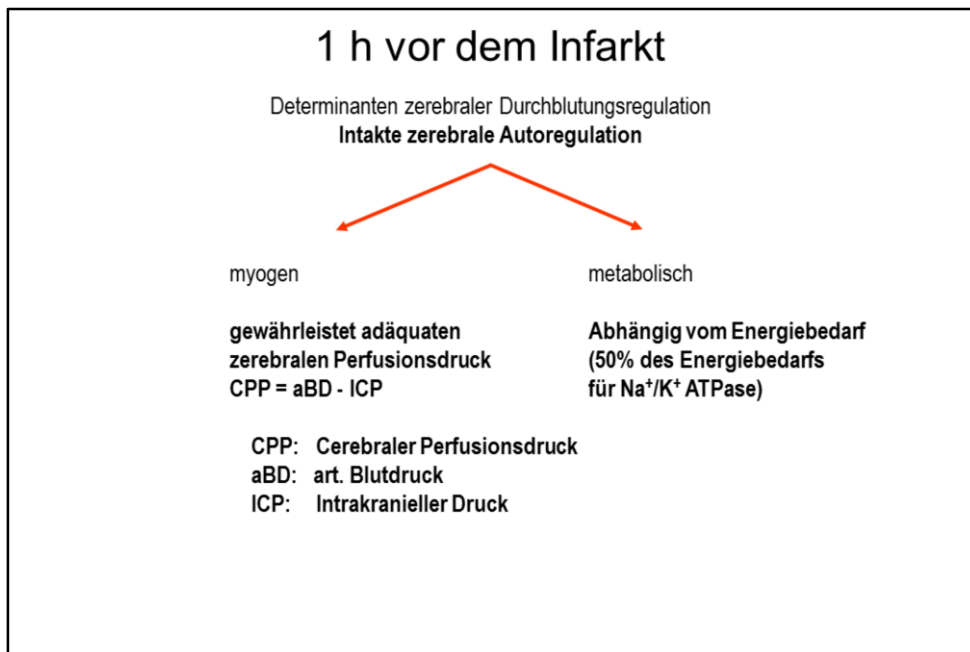 1 h vor dem Infarkt
Determinanten zerebraler Durchblutungsregulation
Intakte zerebrale Autoregulation
myogen
gewährleistet adäquaten
zerebralen Perfusionsdruck
CPP = aBD - ICP
metabolisch
Abhängig vom Energiebedarf
(50% des Energiebedarfs
für Na⁺/K⁺ ATPase)
CPP: Cerebraler Perfusionsdruck
aBD: art. Blutdruck
ICP: Intrakranieller Druck